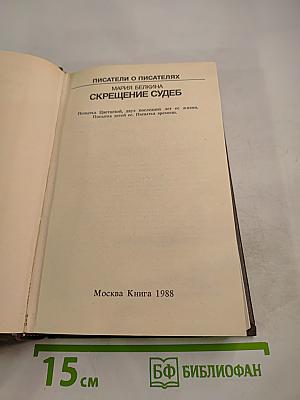 ПИСАТЕЛИ О ПИСАТЕЛЯХ
МАРИЯ БЕЛКИНА
СКРЕЩЕНИЕ СУДЕБ
Попытка Цветаевой, двух последних лет ее жизни.
Попытка детей ее. Попытка времени.
Москва Книга 1988
15 см
БФ БИБЛИОФАН